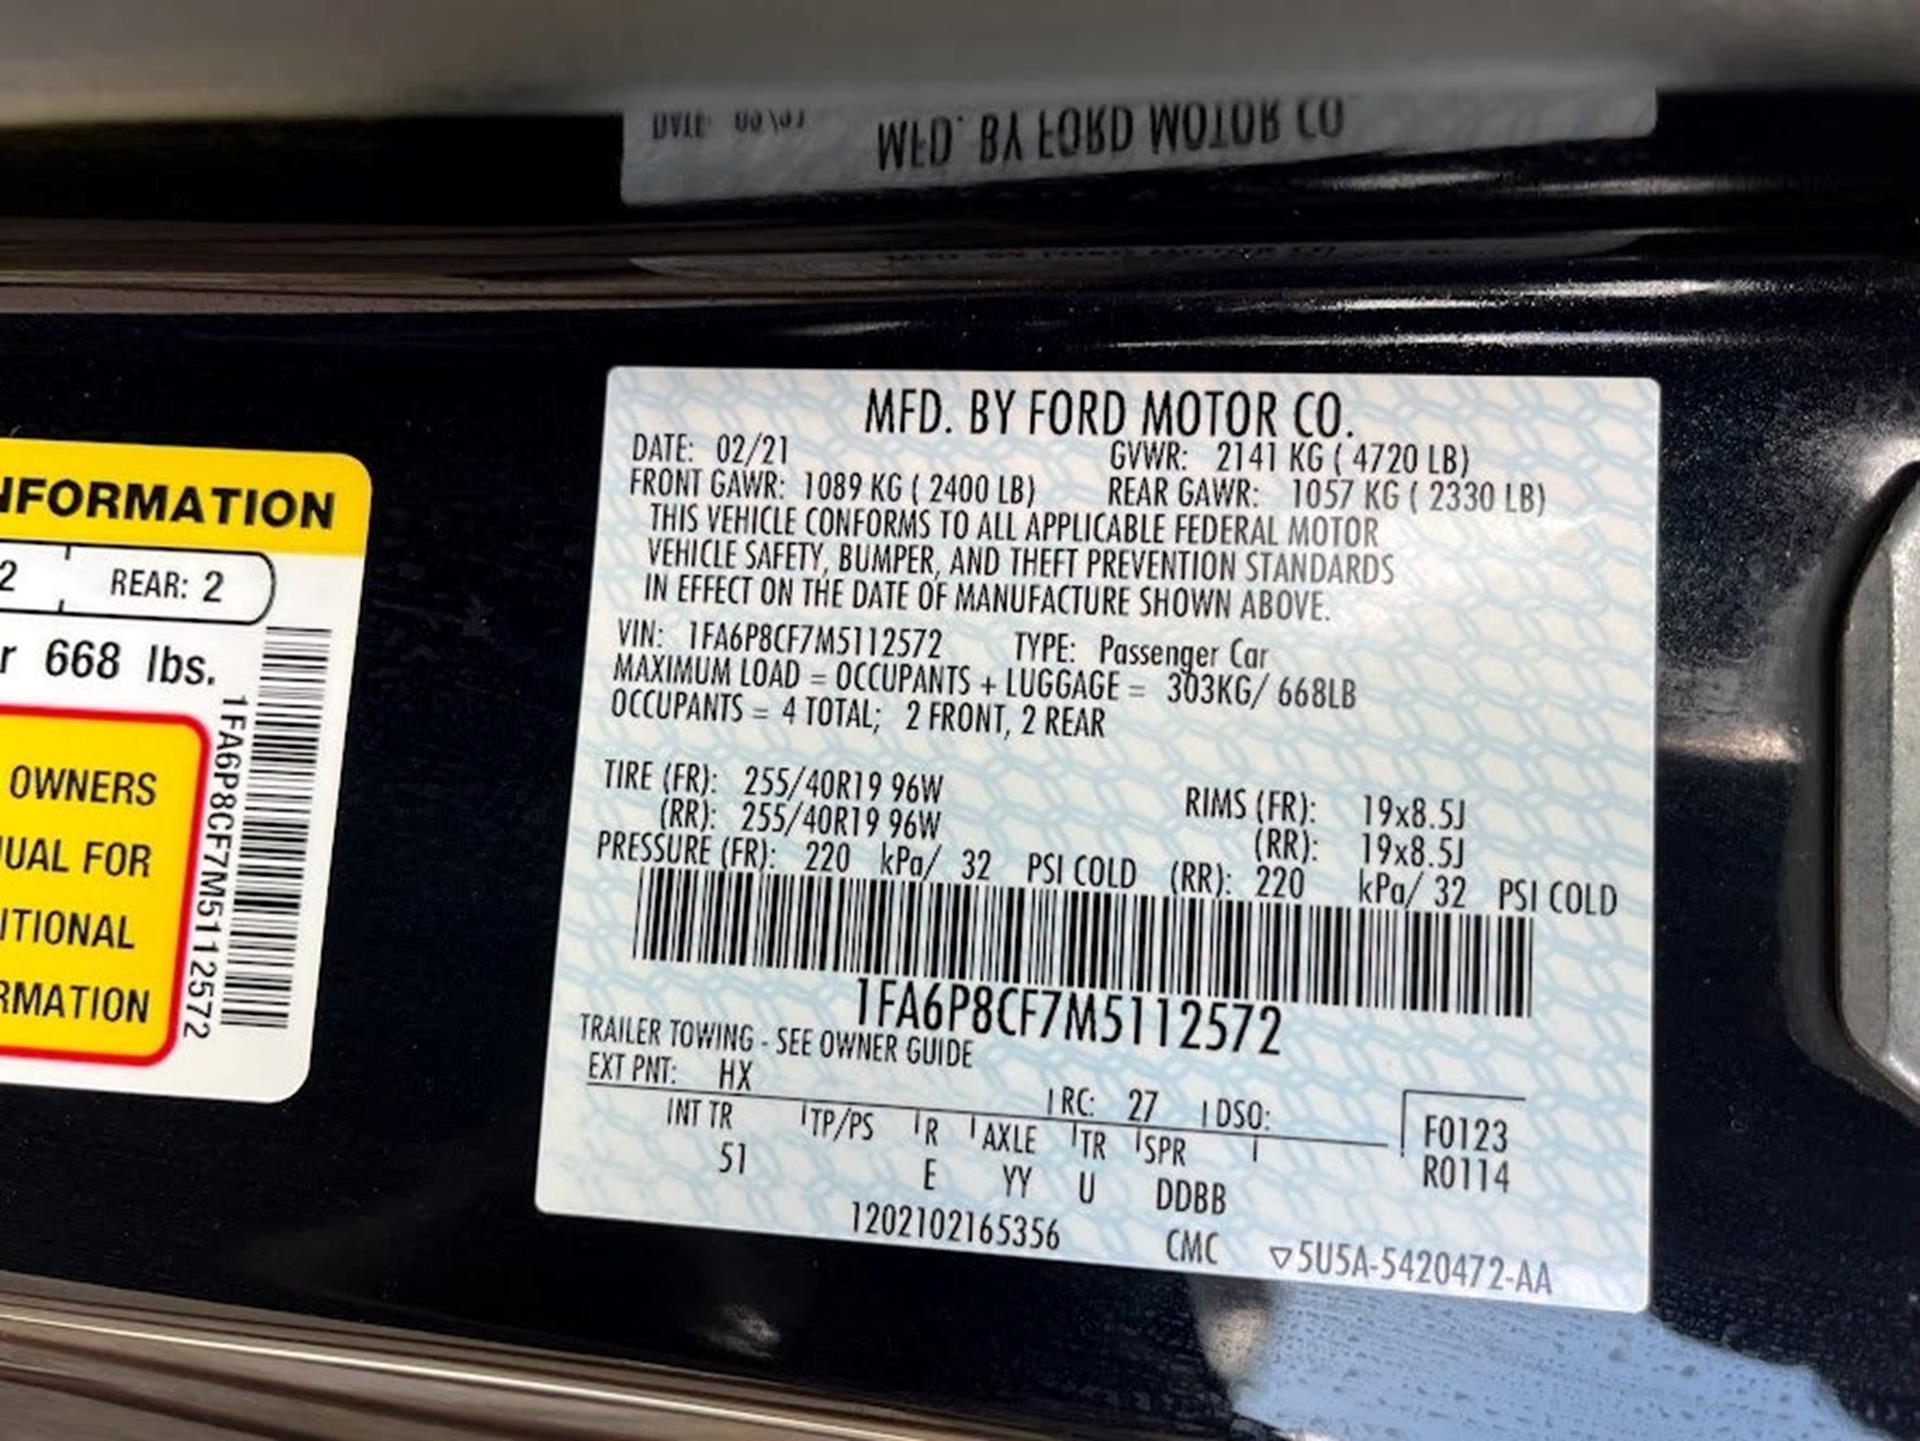 MFD. BY FORD MOTOR CO.
DATE: 02/21 GVWR: 2141 KG ( 4720 LB)
FRONT GAWR: 1089 KG ( 2400 LB) REAR GAWR: 1057 KG ( 2330 LB)
THIS VEHICLE CONFORMS TO ALL APPLICABLE FEDERAL MOTOR
VEHICLE SAFETY, BUMPER, AND THEFT PREVENTION STANDARDS
IN EFFECT ON THE DATE OF MANUFACTURE SHOWN ABOVE.
VIN: 1FA6P8CF7M5112572 TYPE: Passenger Car
MAXIMUM LOAD = OCCUPANTS + LUGGAGE = 303KG/ 668LB
OCCUPANTS = 4 TOTAL; 2 FRONT, 2 REAR
TIRE (FR): 255/40R19 96W RIMS (FR): 19x8.5J
(RR): 255/40R19 96W (RR): 19x8.5J
PRESSURE (FR): 220 kPa/ 32 PSI COLD (RR): 220 kPa/ 32 PSI COLD
1FA6P8CF7M5112572
TRAILER TOWING - SEE OWNER GUIDE
EXT PNT: HX RC: 27 DSO:
INT TR TP/PS R AXLE TR SPR
51 E YY U DDBB
F0123
R0114
1202102165356 CMC ▽5U5A-5420472-AA
NFORMATION
2 REAR: 2
r 668 lbs.
OWNERS
UAL FOR
ITIONAL
RMATION
1FA6P8CF7M5112572
MFD. BY FORD MOTOR CO
DATE: